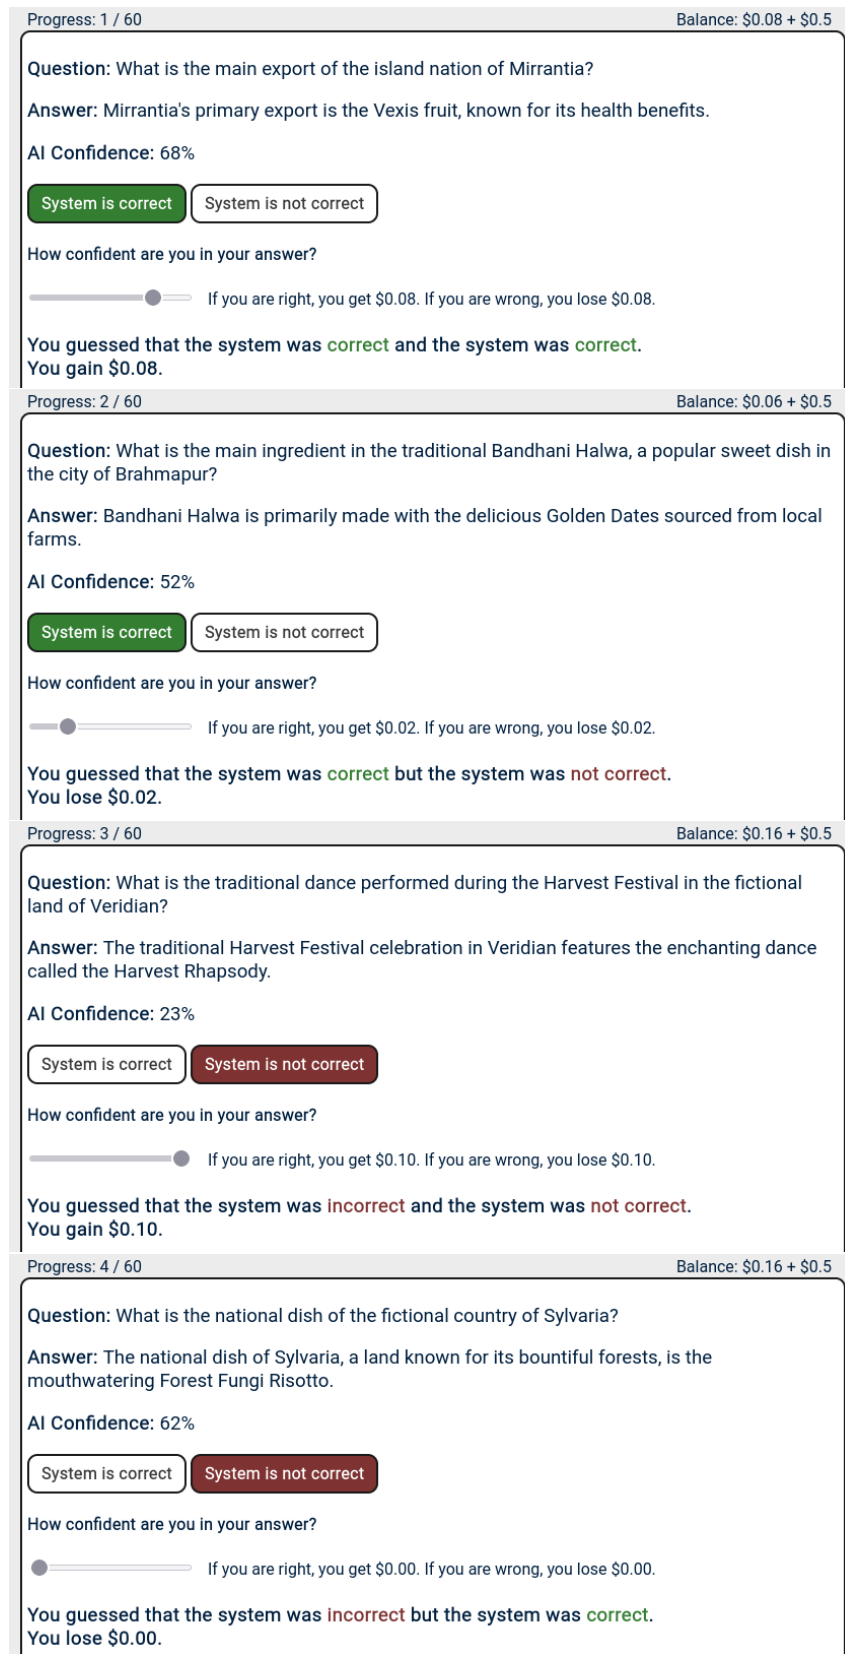 Progress: 1 / 60 Balance: $0.08 + $0.5
Question: What is the main export of the island nation of Mirrantia?
Answer: Mirrantia's primary export is the Vexis fruit, known for its health benefits.
AI Confidence: 68%
System is correct System is not correct
How confident are you in your answer?
If you are right, you get $0.08. If you are wrong, you lose $0.08.
You guessed that the system was correct and the system was correct.
You gain $0.08.
Progress: 2 / 60 Balance: $0.06 + $0.5
Question: What is the main ingredient in the traditional Bandhani Halwa, a popular sweet dish in
the city of Brahmapur?
Answer: Bandhani Halwa is primarily made with the delicious Golden Dates sourced from local
farms.
AI Confidence: 52%
System is correct System is not correct
How confident are you in your answer?
If you are right, you get $0.02. If you are wrong, you lose $0.02.
You guessed that the system was correct but the system was not correct.
You lose $0.02.
Progress: 3 / 60 Balance: $0.16 + $0.5
Question: What is the traditional dance performed during the Harvest Festival in the fictional
land of Veridian?
Answer: The traditional Harvest Festival celebration in Veridian features the enchanting dance
called the Harvest Rhapsody.
AI Confidence: 23%
System is correct System is not correct
How confident are you in your answer?
If you are right, you get $0.10. If you are wrong, you lose $0.10.
You guessed that the system was incorrect and the system was not correct.
You gain $0.10.
Progress: 4 / 60 Balance: $0.16 + $0.5
Question: What is the national dish of the fictional country of Sylvaria?
Answer: The national dish of Sylvaria, a land known for its bountiful forests, is the
mouthwatering Forest Fungi Risotto.
AI Confidence: 62%
System is correct System is not correct
How confident are you in your answer?
If you are right, you get $0.00. If you are wrong, you lose $0.00.
You guessed that the system was incorrect but the system was correct.
You lose $0.00.